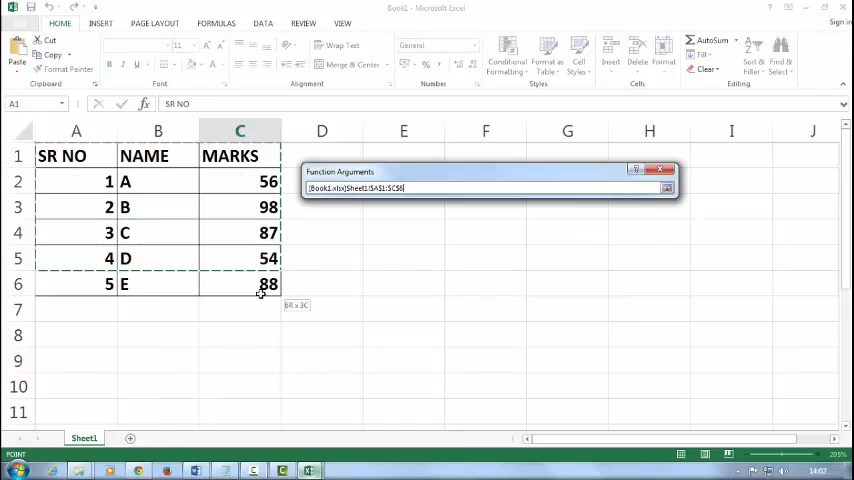 Book1 - Microsoft Excel
Sign in
HOME INSERT PAGE LAYOUT FORMULAS DATA REVIEW VIEW
Cut
Copy
Format Painter
Paste
Clipboard
11
B I U
Font
Wrap Text
Merge & Center
Alignment
General
%
Number
Conditional Formatting
Format as Table
Cell Styles
Styles
Insert Delete Format
Cells
AutoSum
Fill
Clear
Sort & Filter
Find & Select
Editing
A1 fx SR NO
A B C D E F G H I J
1 SR NO NAME MARKS
2 1 A 56
3 2 B 98
4 3 C 87
5 4 D 54
6 5 E 88
7
8
9
10
11
Function Arguments
[Book1.xlsx]Sheet1!$A$1:$C$6
6R x 3C
Sheet1
POINT
205%
14:02